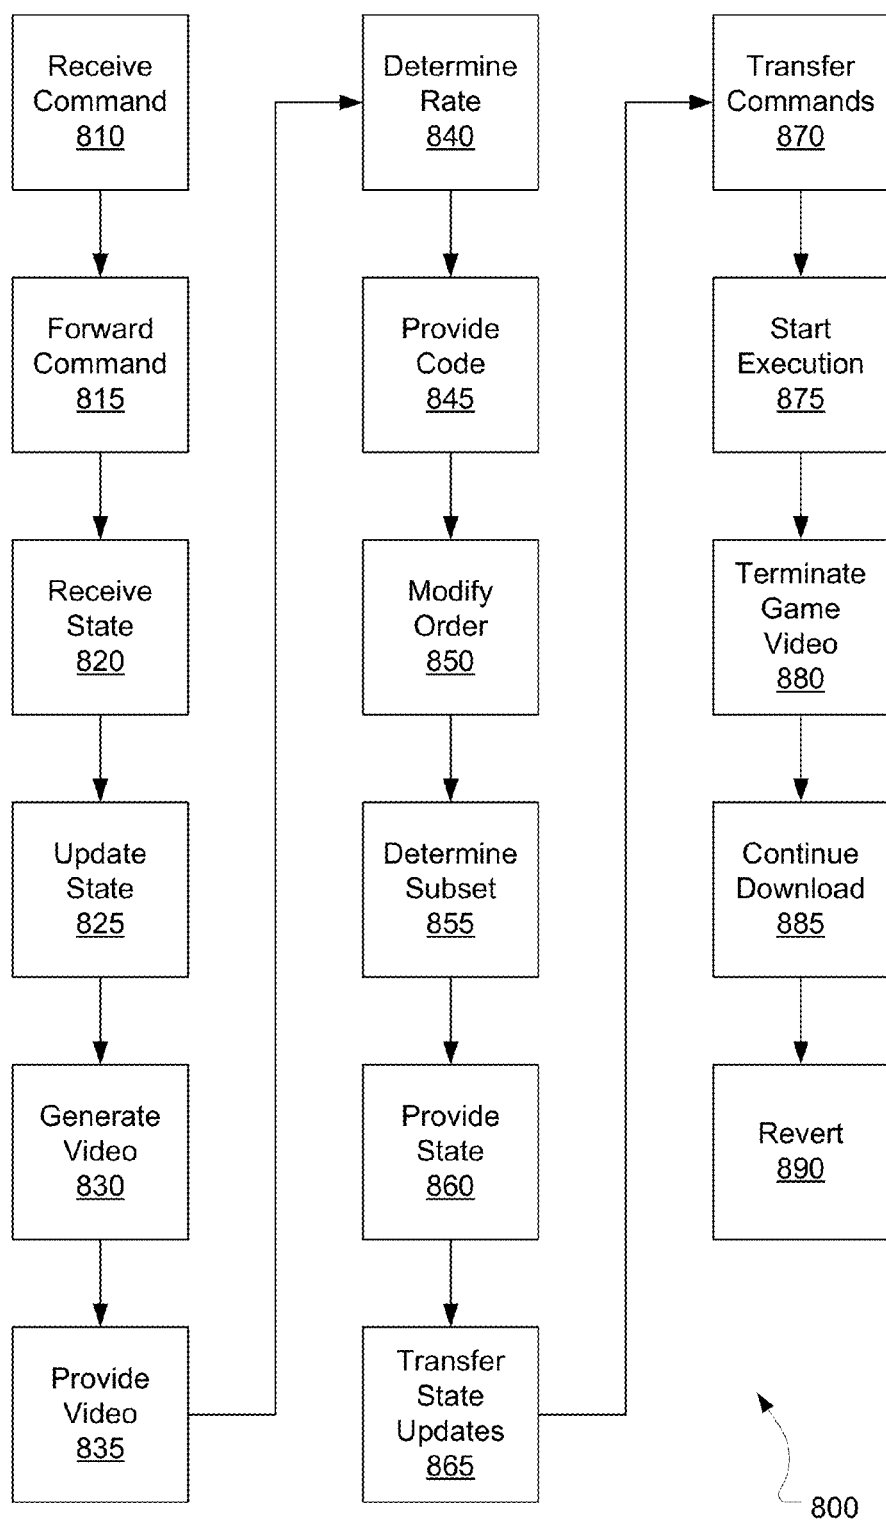 Receive
Command
810
Forward
Command
815
Receive
State
820
Update
State
825
Generate
Video
830
Provide
Video
835
Determine
Rate
840
Provide
Code
845
Modify
Order
850
Determine
Subset
855
Provide
State
860
Transfer
State
Updates
865
Transfer
Commands
870
Start
Execution
875
Terminate
Game
Video
880
Continue
Download
885
Revert
890
800